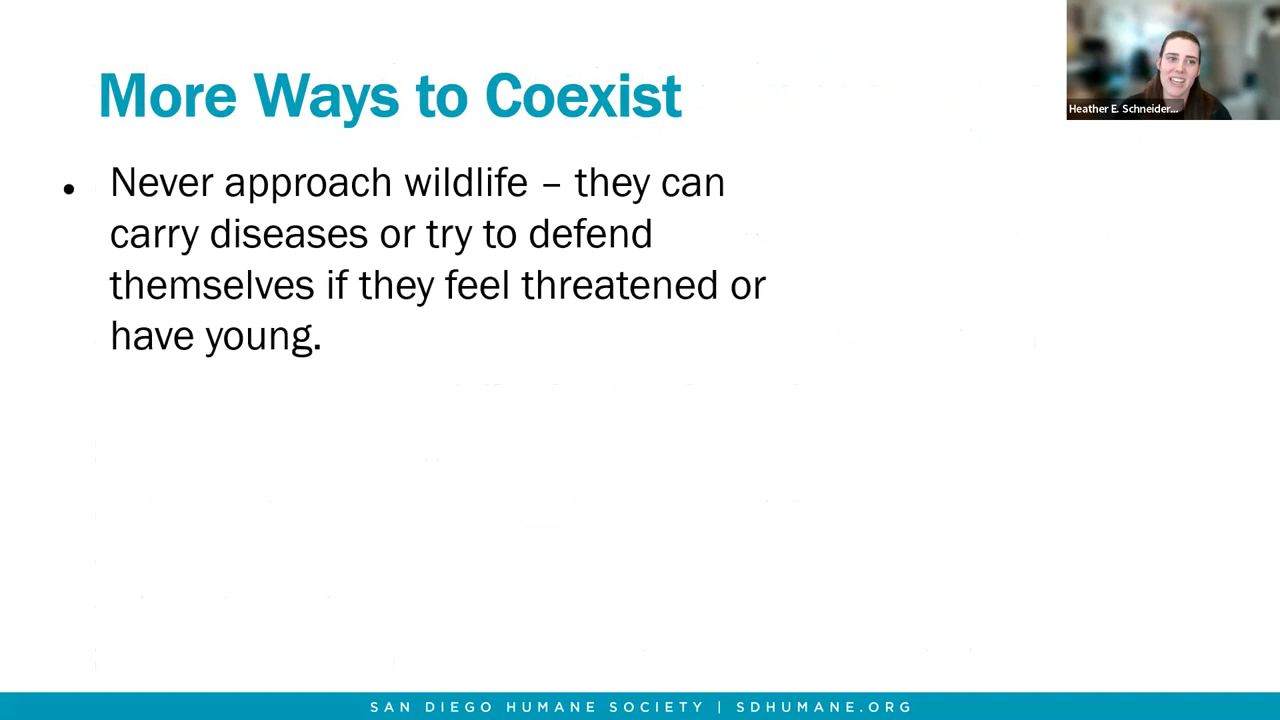 More Ways to Coexist
Heather E. Schneider...
• Never approach wildlife – they can
carry diseases or try to defend
themselves if they feel threatened or
have young.
SAN DIEGO HUMANE SOCIETY | SDHUMANE.ORG